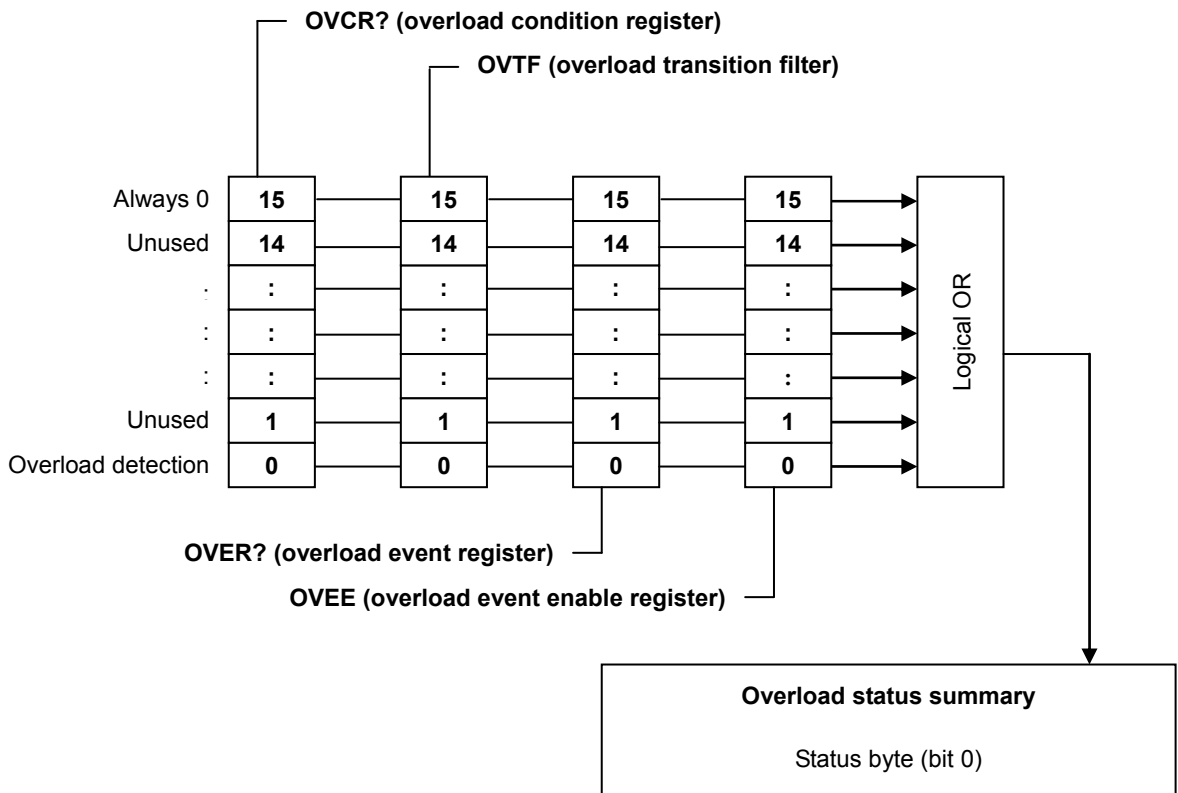 OVCR? (overload condition register)
OVTF (overload transition filter)
Always 0 15 15 15 15
Unused 14 14 14 14
: : : : :
: : : : :
: : : : :
Unused 1 1 1 1
Overload detection 0 0 0 0
Logical OR
OVER? (overload event register)
OVEE (overload event enable register)
Overload status summary
Status byte (bit 0)